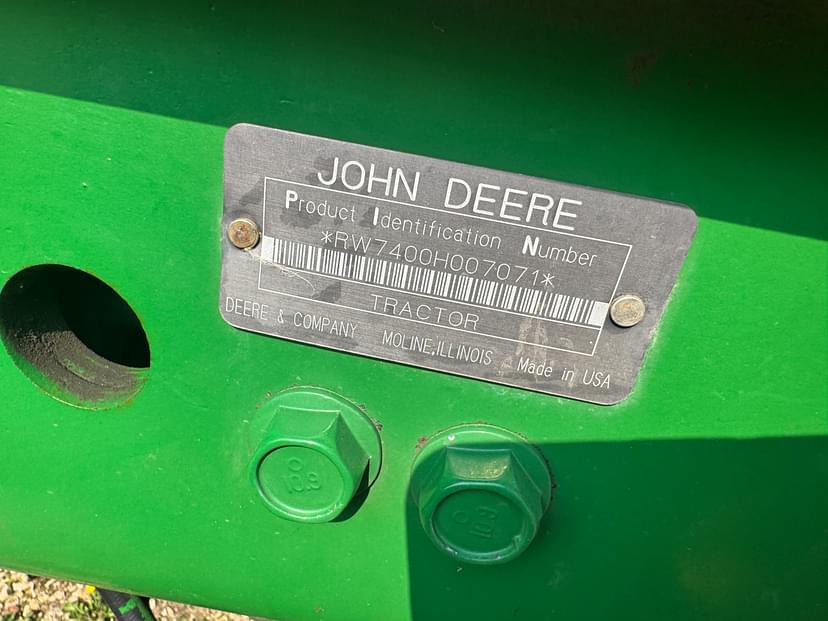 JOHN DEERE
Product Identification Number
*RW7400H007071*
TRACTOR
DEERE & COMPANY MOLINE,ILLINOIS Made in USA
10.9
10.9